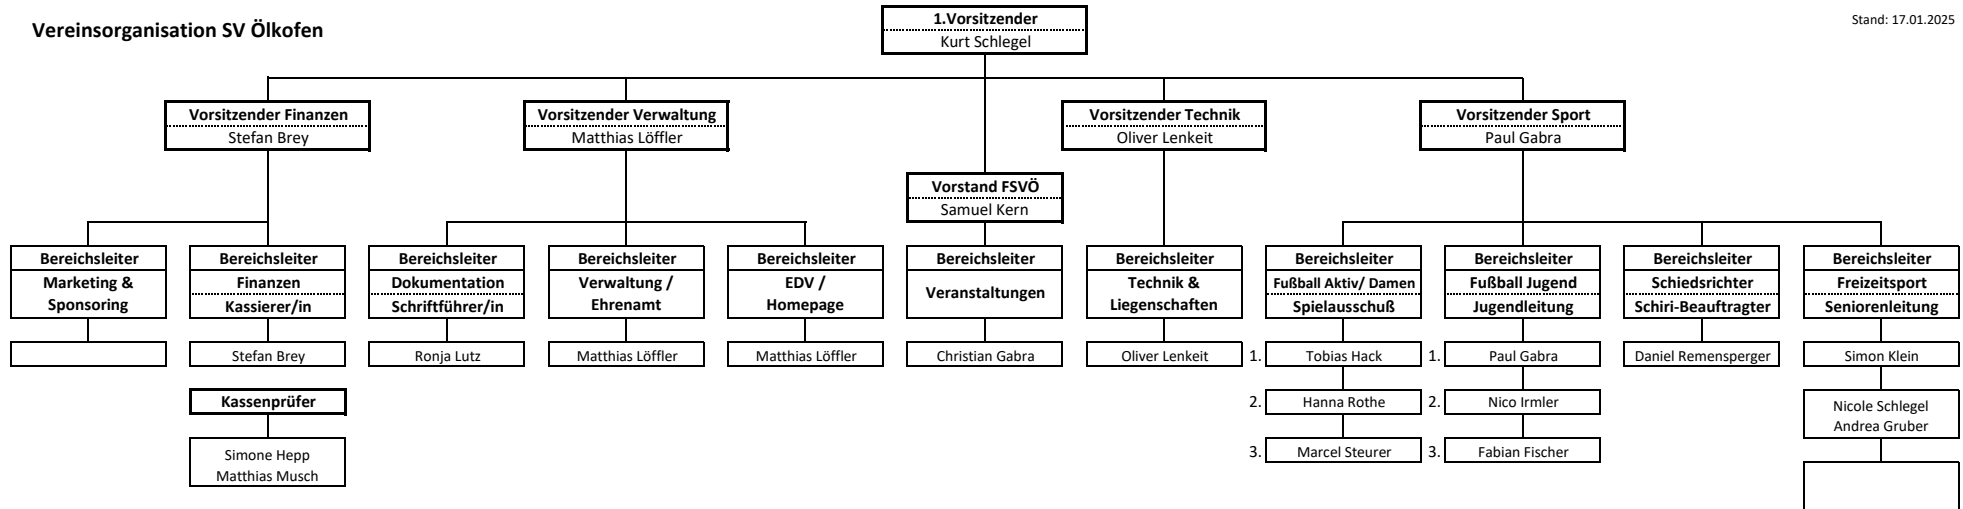 Vereinsorganisation SV Ölkofen
1.Vorsitzender
Kurt Schlegel
Stand: 17.01.2025
Vorsitzender Finanzen
Stefan Brey
Vorsitzender Verwaltung
Matthias Löffler
Vorsitzender Technik
Oliver Lenkeit
Vorsitzender Sport
Paul Gabra
Vorstand FSVÖ
Samuel Kern
Bereichsleiter
Marketing &
Sponsoring
Bereichsleiter
Finanzen
Kassierer/in
Stefan Brey
Kassenprüfer
Simone Hepp
Matthias Musch
Bereichsleiter
Dokumentation
Schriftführer/in
Ronja Lutz
Bereichsleiter
Verwaltung /
Ehrenamt
Matthias Löffler
Bereichsleiter
EDV /
Homepage
Matthias Löffler
Bereichsleiter
Veranstaltungen
Christian Gabra
Bereichsleiter
Technik &
Liegenschaften
Oliver Lenkeit
Bereichsleiter
Fußball Aktiv/ Damen
Spielausschuß
1. Tobias Hack
2. Hanna Rothe
3. Marcel Steurer
Bereichsleiter
Fußball Jugend
Jugendleitung
1. Paul Gabra
2. Nico Irmler
3. Fabian Fischer
Bereichsleiter
Schiedsrichter
Schiri-Beauftragter
Daniel Remensperger
Bereichsleiter
Freizeitsport
Seniorenleitung
Simon Klein
Nicole Schlegel
Andrea Gruber